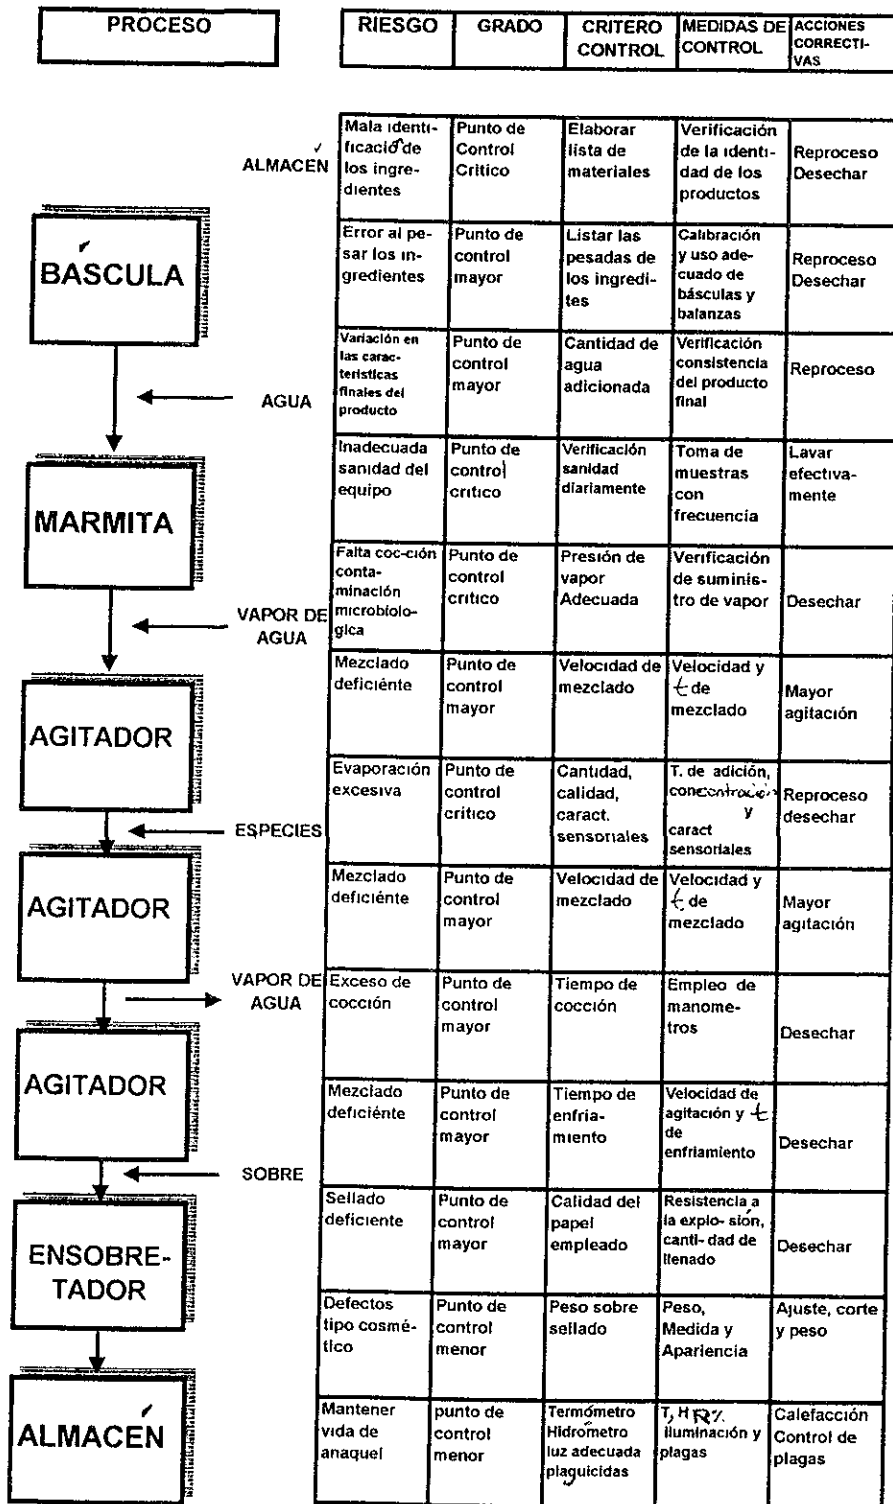 PROCESO
RIESGO
GRADO
CRITERO
CONTROL
MEDIDAS DE
CONTROL
ACCIONES
CORRECTI-
VAS
ALMACEN
Mala identi-
ficació de
los ingre-
dientes
Punto de
Control
Critico
Elaborar
lista de
materiales
Verificación
de la identi-
dad de los
productos
Reproceso
Desechar
BÁSCULA
Error al pe-
sar los in-
gredientes
Punto de
control
mayor
Listar las
pesadas de
los ingredi-
tes
Calibración
y uso ade-
cuado de
básculas y
balanzas
Reproceso
Desechar
AGUA
Variación en
las carac-
teristicas
finales del
producto
Punto de
control
mayor
Cantidad de
agua
adicionada
Verificación
consistencia
del producto
final
Reproceso
MARMITA
Inadecuada
sanidad del
equipo
Punto de
control
critico
Verificación
sanidad
diariamente
Toma de
muestras
con
frecuencia
Lavar
efectiva-
mente
VAPOR DE
AGUA
Falta coc-ción
conta-
minación
microbiolo-
gica
Punto de
control
critico
Presión de
vapor
Adecuada
Verificación
de suminis-
tro de vapor
Desechar
AGITADOR
Mezclado
deficiénte
Punto de
control
mayor
Velocidad de
mezclado
Velocidad y
t de
mezclado
Mayor
agitación
ESPECIES
Evaporación
excesiva
Punto de
control
critico
Cantidad,
calidad,
caract.
sensoriales
T. de adición,
concentración
y
caract
sensoriales
Reproceso
desechar
AGITADOR
Mezclado
deficiénte
Punto de
control
mayor
Velocidad de
mezclado
Velocidad y
t de
mezclado
Mayor
agitación
VAPOR DE
AGUA
Exceso de
cocción
Punto de
control
mayor
Tiempo de
cocción
Empleo de
manome-
tros
Desechar
AGITADOR
Mezclado
deficiénte
Punto de
control
mayor
Tiempo de
enfria-
miento
Velocidad de
agitación y t
de
enfriamiento
Desechar
SOBRE
ENSOBRE-
TADOR
Sellado
deficiente
Punto de
control
mayor
Calidad del
papel
empleado
Resistencia a
la explo- sión,
canti- dad de
llenado
Desechar
Defectos
tipo cosmé-
tico
Punto de
control
menor
Peso sobre
sellado
Peso,
Medida y
Apariencia
Ajuste, corte
y peso
ALMACÉN
Mantener
vida de
anaquel
punto de
control
menor
Termómetro
Hidrómetro
luz adecuada
plaguicidas
T, HR%
iluminación y
plagas
Calefacción
Control de
plagas